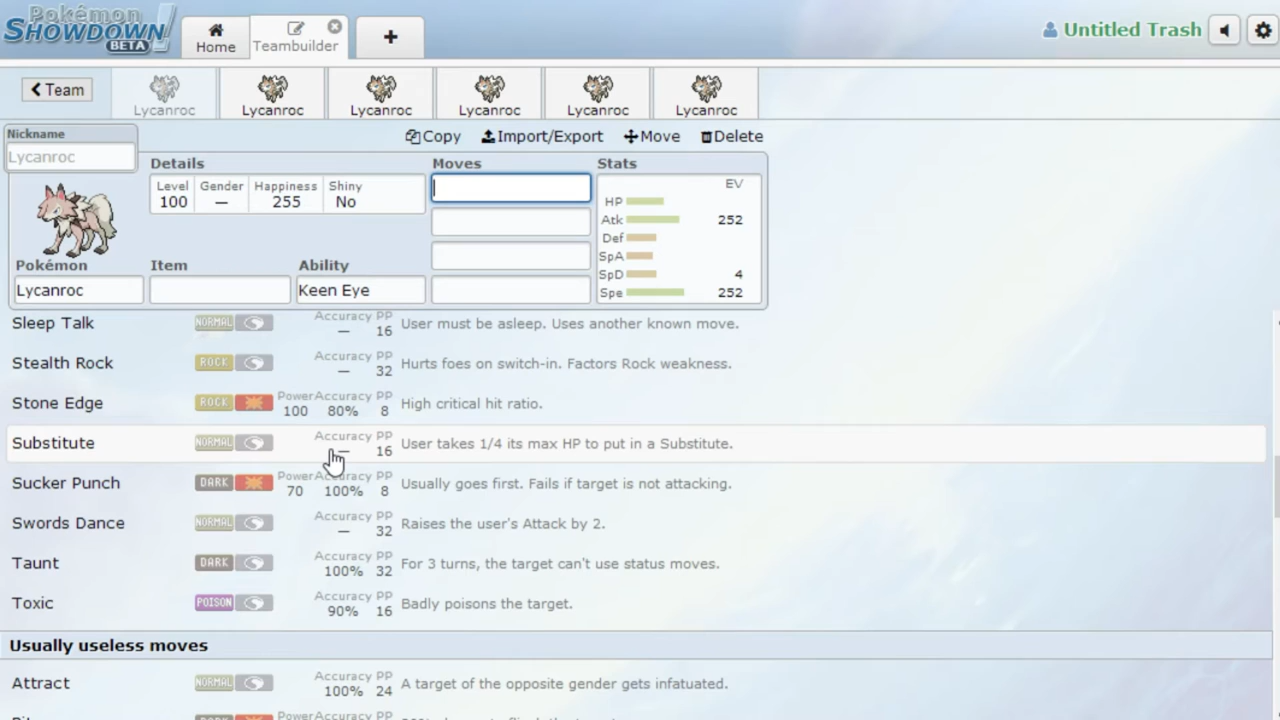 Pokémon
SHOWDOWN!
BETA
Home
Teambuilder
+
Untitled Trash
Team
Lycanroc
Lycanroc
Lycanroc
Lycanroc
Lycanroc
Lycanroc
Nickname
Lycanroc
Copy
Import/Export
Move
Delete
Details
Moves
Stats
Level
Gender
Happiness
Shiny
100
—
255
No
EV
HP
Atk 252
Def
SpA
SpD 4
Spe 252
Pokémon
Item
Ability
Lycanroc
Keen Eye
Sleep Talk NORMAL Accuracy — PP 16 User must be asleep. Uses another known move.
Stealth Rock ROCK Accuracy — PP 32 Hurts foes on switch-in. Factors Rock weakness.
Stone Edge ROCK Power 100 Accuracy 80% PP 8 High critical hit ratio.
Substitute NORMAL Accuracy — PP 16 User takes 1/4 its max HP to put in a Substitute.
Sucker Punch DARK Power 70 Accuracy 100% PP 8 Usually goes first. Fails if target is not attacking.
Swords Dance NORMAL Accuracy — PP 32 Raises the user's Attack by 2.
Taunt DARK Accuracy 100% PP 32 For 3 turns, the target can't use status moves.
Toxic POISON Accuracy 90% PP 16 Badly poisons the target.
Usually useless moves
Attract NORMAL Accuracy 100% PP 24 A target of the opposite gender gets infatuated.
Power Accuracy PP